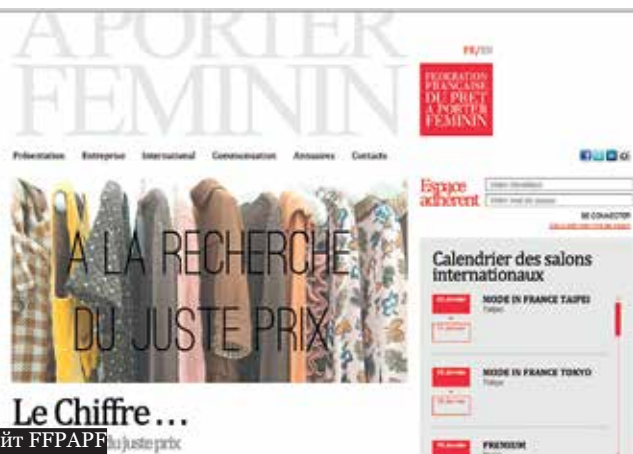 A PORTER
FEMININ
FR/EN
FEDERATION
FRANÇAISE
DU PRET
A PORTER
FEMININ
Présentation Entreprise International Communication Annuaires Contacts
Espace
adhérent
SE CONNECTER
A LA RECHERCHE
DU JUSTE PRIX
Calendrier des salons
internationaux
MODE IN FRANCE TAIPEI
Tokyo
MODE IN FRANCE TOKYO
Tokyo
PREMIUM
Le Chiffre...
du juste prix
йт FFPAPF